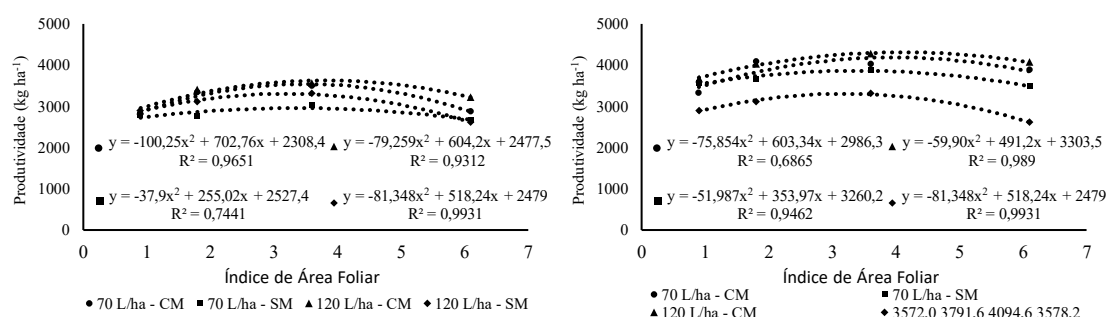 5000
4000
3000
2000
1000
0
Produtividade (kg ha-1)
y = -100,25x2 + 702,76x + 2308,4
R² = 0,9651
y = -79,259x2 + 604,2x + 2477,5
R² = 0,9312
y = -37,9x2 + 255,02x + 2527,4
R² = 0,7441
y = -81,348x2 + 518,24x + 2479
R² = 0,9931
0 1 2 3 4 5 6 7
Índice de Área Foliar
70 L/ha - CM 70 L/ha - SM 120 L/ha - CM 120 L/ha - SM
5000
4000
3000
2000
1000
0
Produtividade (kg ha-1)
y = -75,854x2 + 603,34x + 2986,3
R² = 0,6865
y = -59,90x2 + 491,2x + 3303,5
R² = 0,989
y = -51,987x2 + 353,97x + 3260,2
R² = 0,9462
y = -81,348x2 + 518,24x + 2479
R² = 0,9931
0 1 2 3 4 5 6 7
Índice de Área Foliar
70 L/ha - CM 70 L/ha - SM
120 L/ha - CM 3572,0 3791,6 4094,6 3578,2